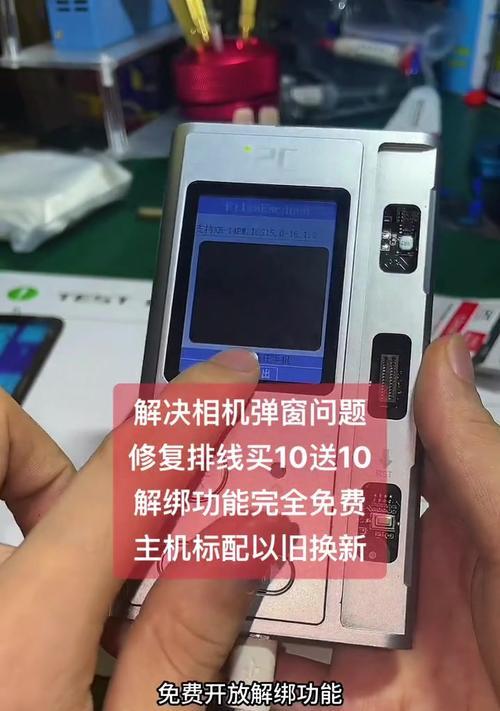 TEST
解决相机弹窗问题
修复排线买10送10
解绑功能完全免费
主机标配以旧换新
免费开放解绑功能